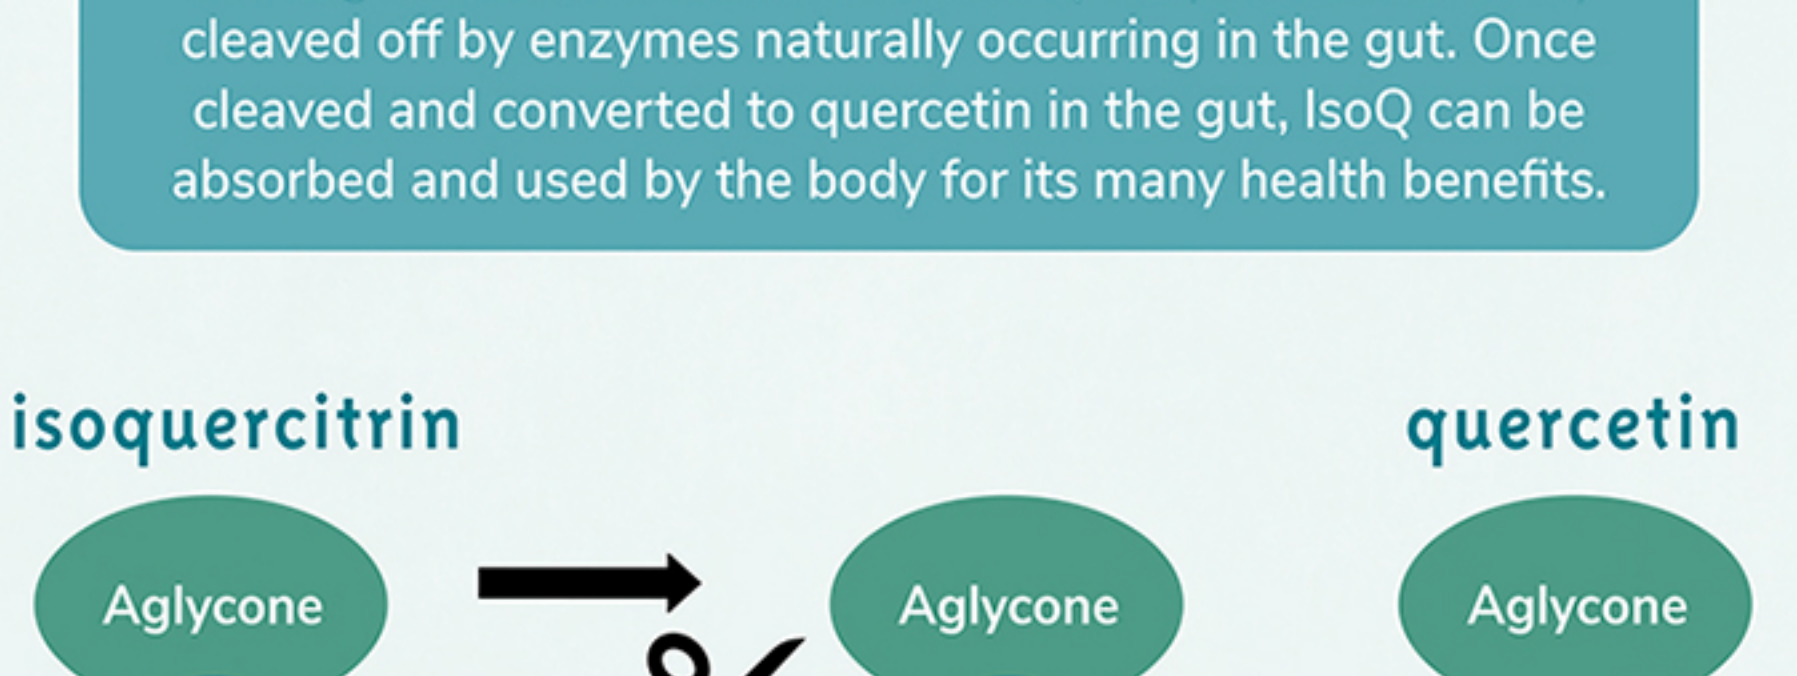 cleaved off by enzymes naturally occurring in the gut. Once
cleaved and converted to quercetin in the gut, IsoQ can be
absorbed and used by the body for its many health benefits.
isoquercitrin
quercetin
Aglycone
Aglycone
Aglycone